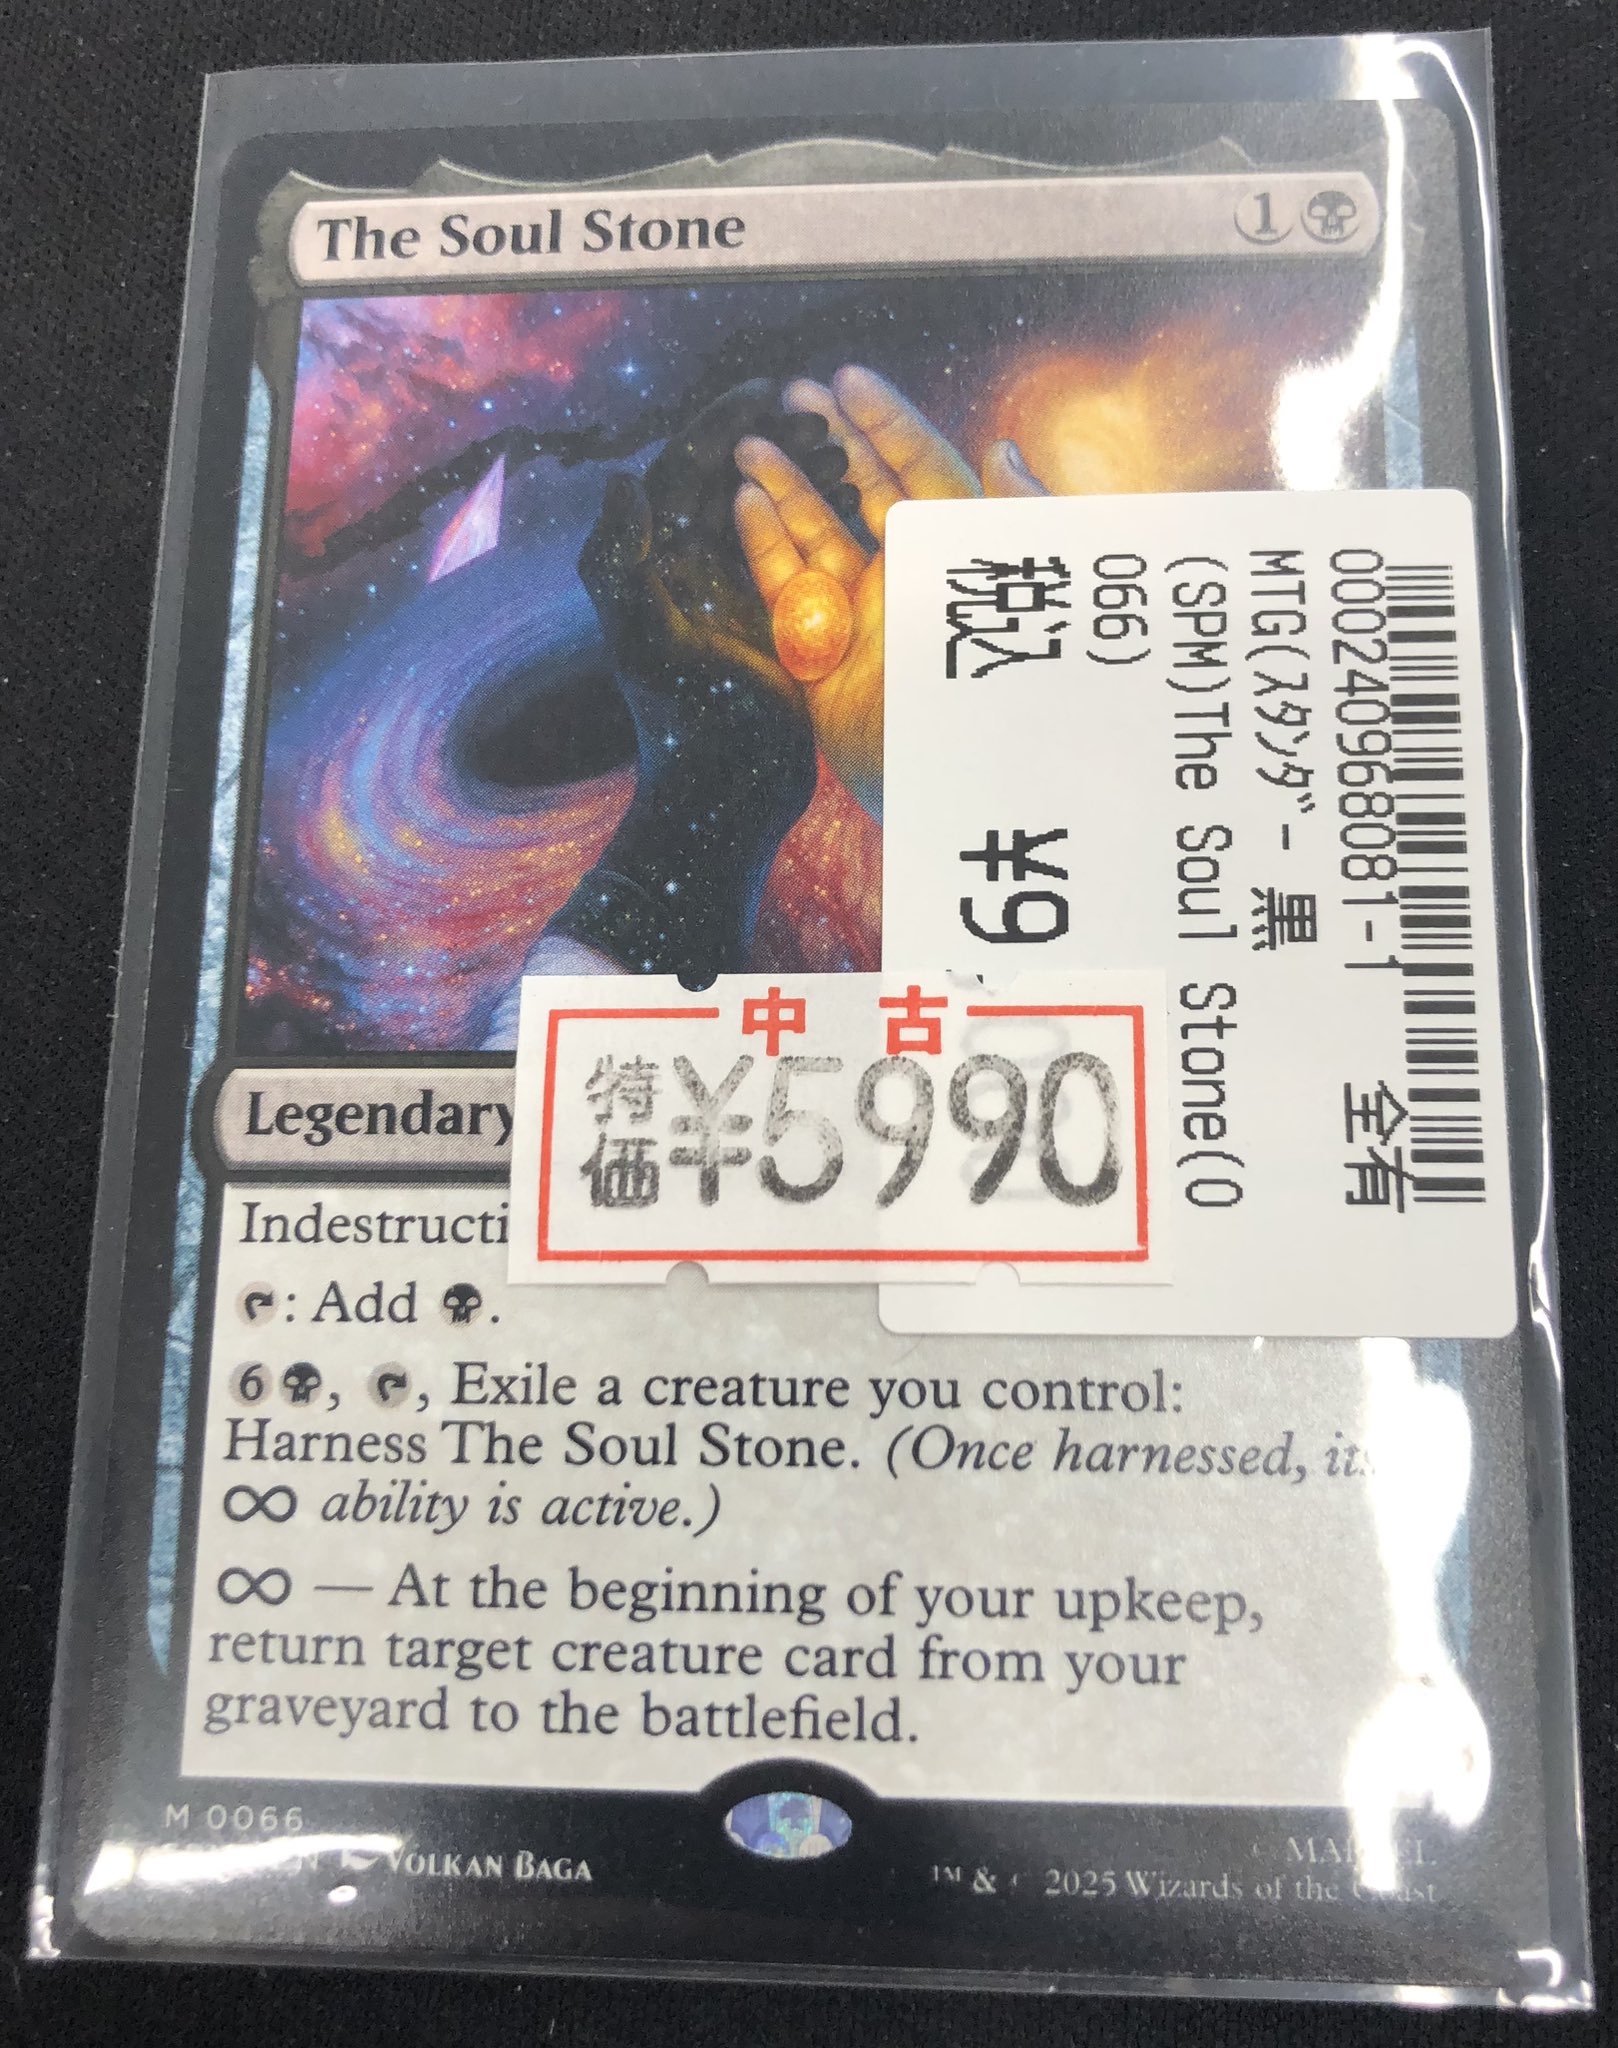 The Soul Stone 1
Legendary
Indestructi
: Add .
6 , , Exile a creature you control:
Harness The Soul Stone. (Once harnessed, its
∞ ability is active.)
∞ — At the beginning of your upkeep,
return target creature card from your
graveyard to the battlefield.
M 0066
VOLKAN BAGA
MARVEL
™ & © 2025 Wizards of the Coast
000240968081-1 全有
MTG(スタンダー 黒
(SPM)The Soul Stone(0
066)
税込 ¥9
中古
特価 ¥5990